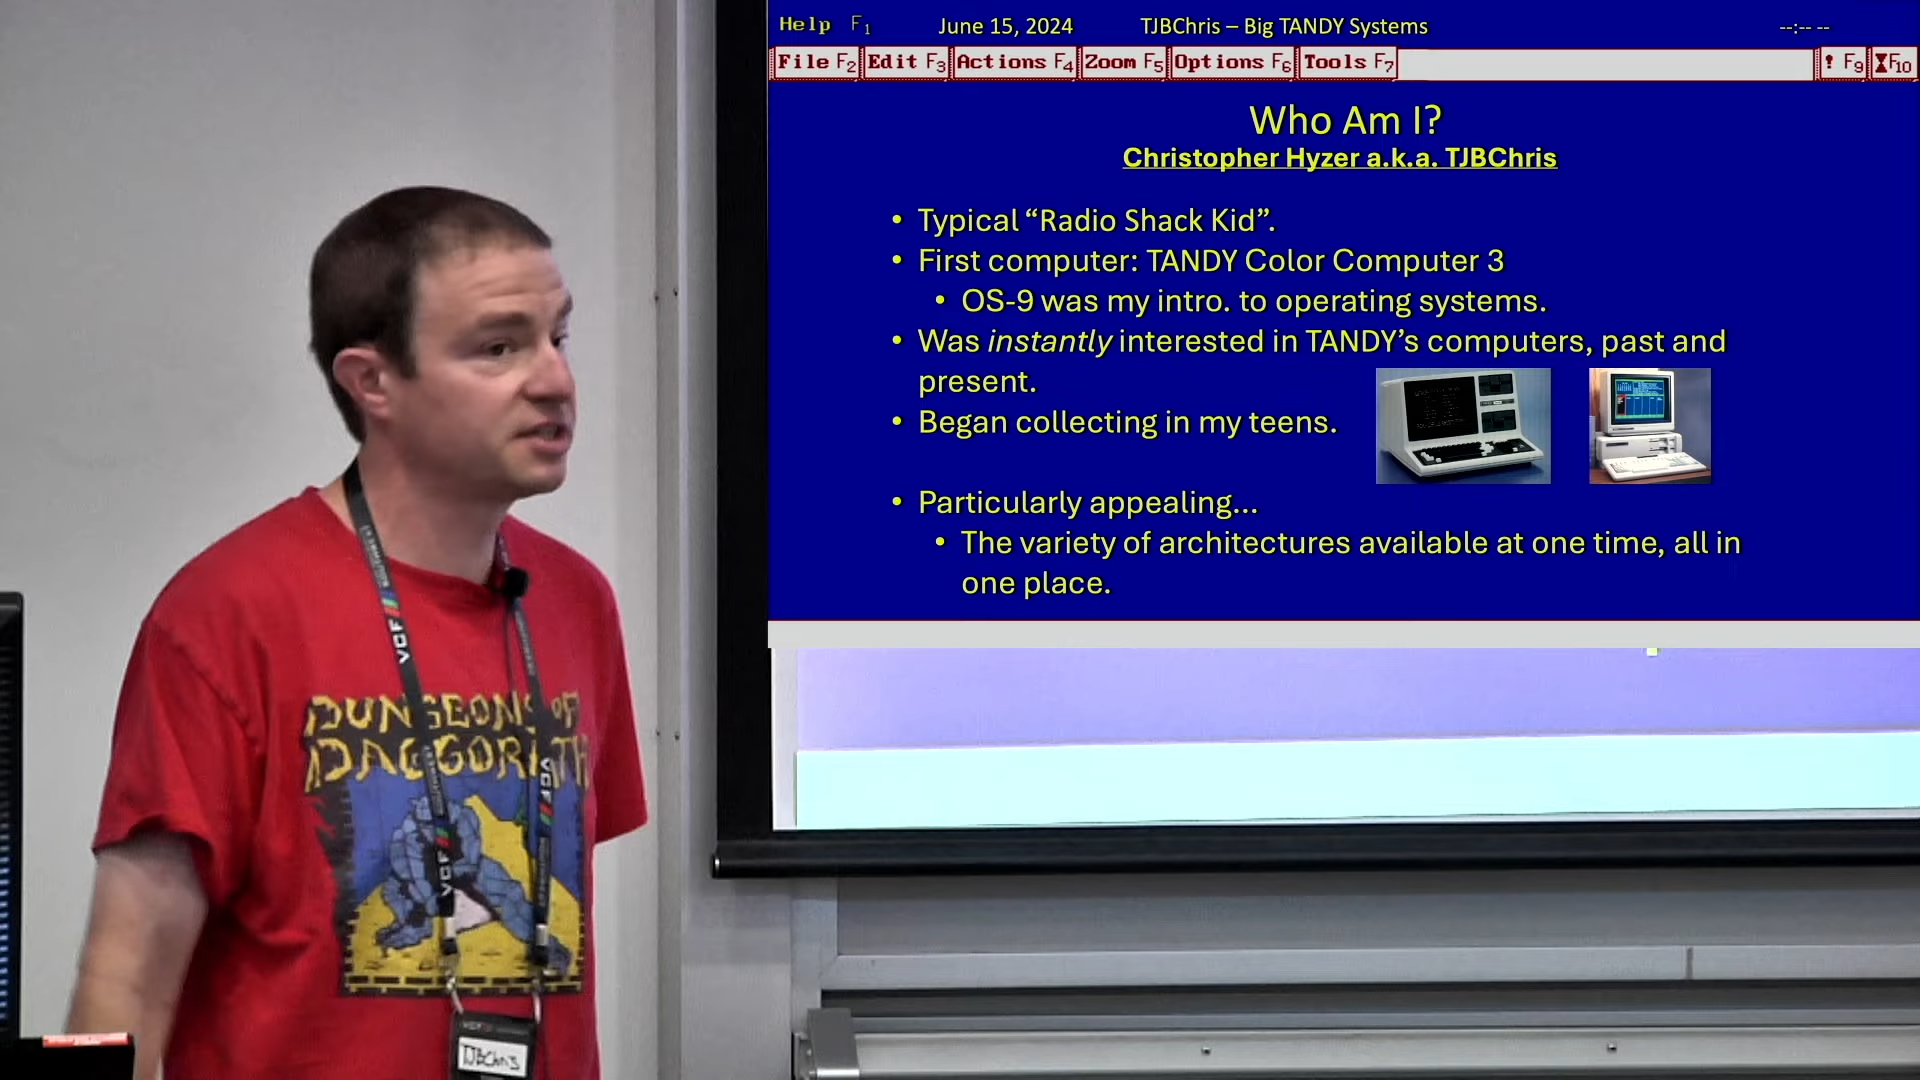 Help F1 June 15, 2024 TJBChris – Big TANDY Systems --:-- --
File F2 Edit F3 Actions F4 Zoom F5 Options F6 Tools F7 ! F9 F10
Who Am I?
Christopher Hyzer a.k.a. TJBChris
• Typical “Radio Shack Kid”.
• First computer: TANDY Color Computer 3
• OS-9 was my intro. to operating systems.
• Was instantly interested in TANDY’s computers, past and
present.
• Began collecting in my teens.
• Particularly appealing...
• The variety of architectures available at one time, all in
one place.
VCF
DUNGEONS OF
DAGGORATH
VCF
VCF
TJBChris